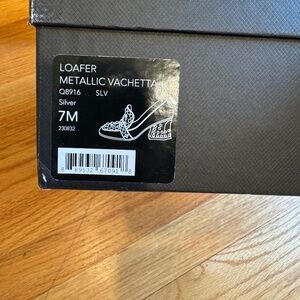 LOAFER
METALLIC VACHETTA
Q8916 SLV
Silver
7M
230832